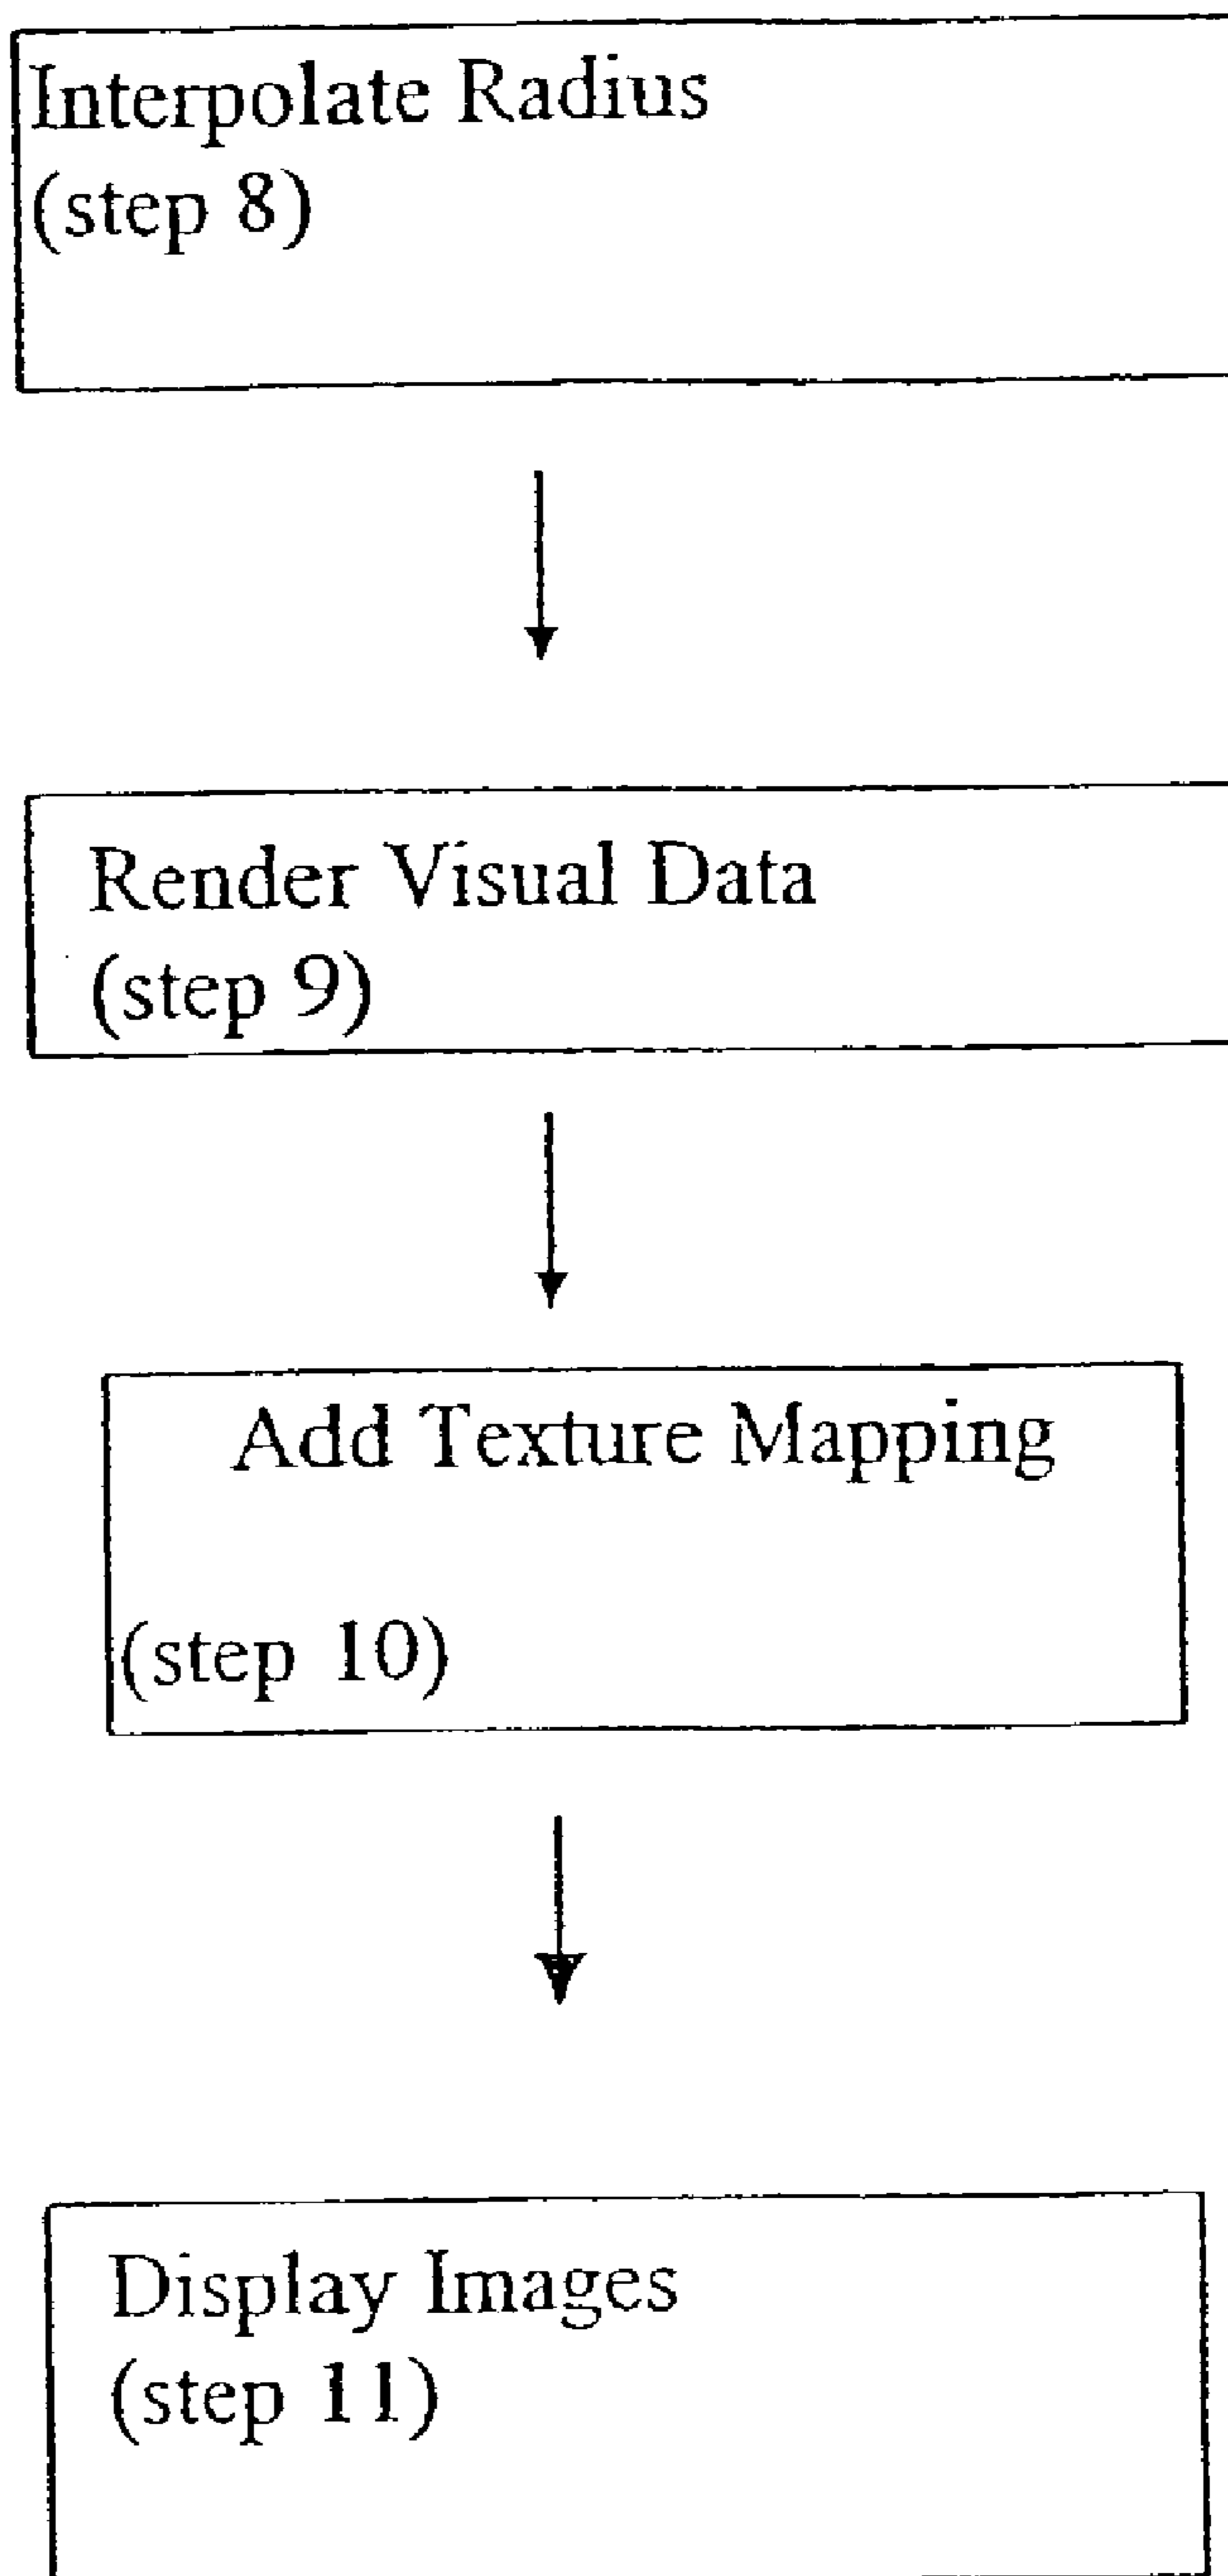 Interpolate Radius
(step 8)
Render Visual Data
(step 9)
Add Texture Mapping
(step 10)
Display Images
(step 11)